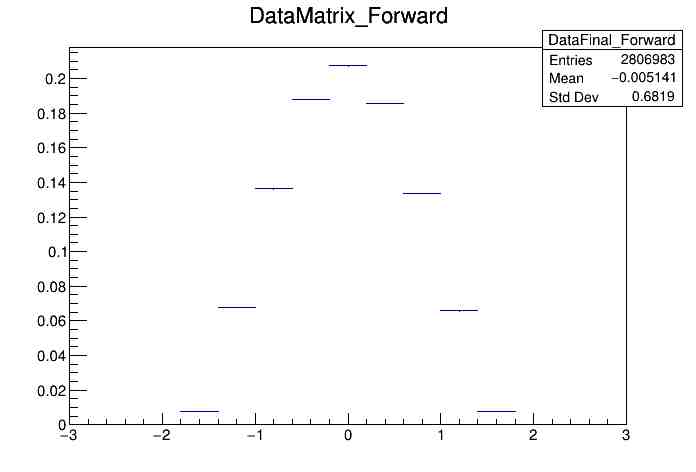 DataMatrix_Forward
DataFinal_Forward
Entries 2806983
Mean −0.005141
Std Dev 0.6819
0.2
0.18
0.16
0.14
0.12
0.1
0.08
0.06
0.04
0.02
0
−3 −2 −1 0 1 2 3